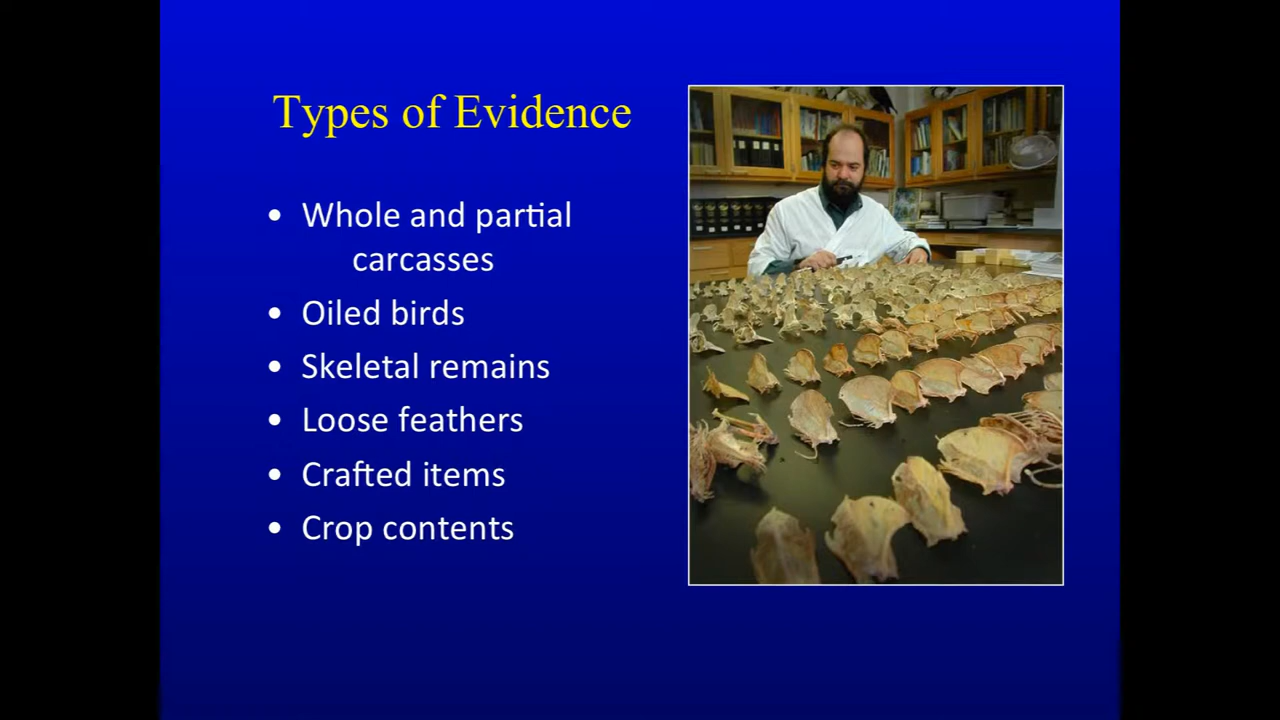 Types of Evidence
• Whole and partial
carcasses
• Oiled birds
• Skeletal remains
• Loose feathers
• Crafted items
• Crop contents